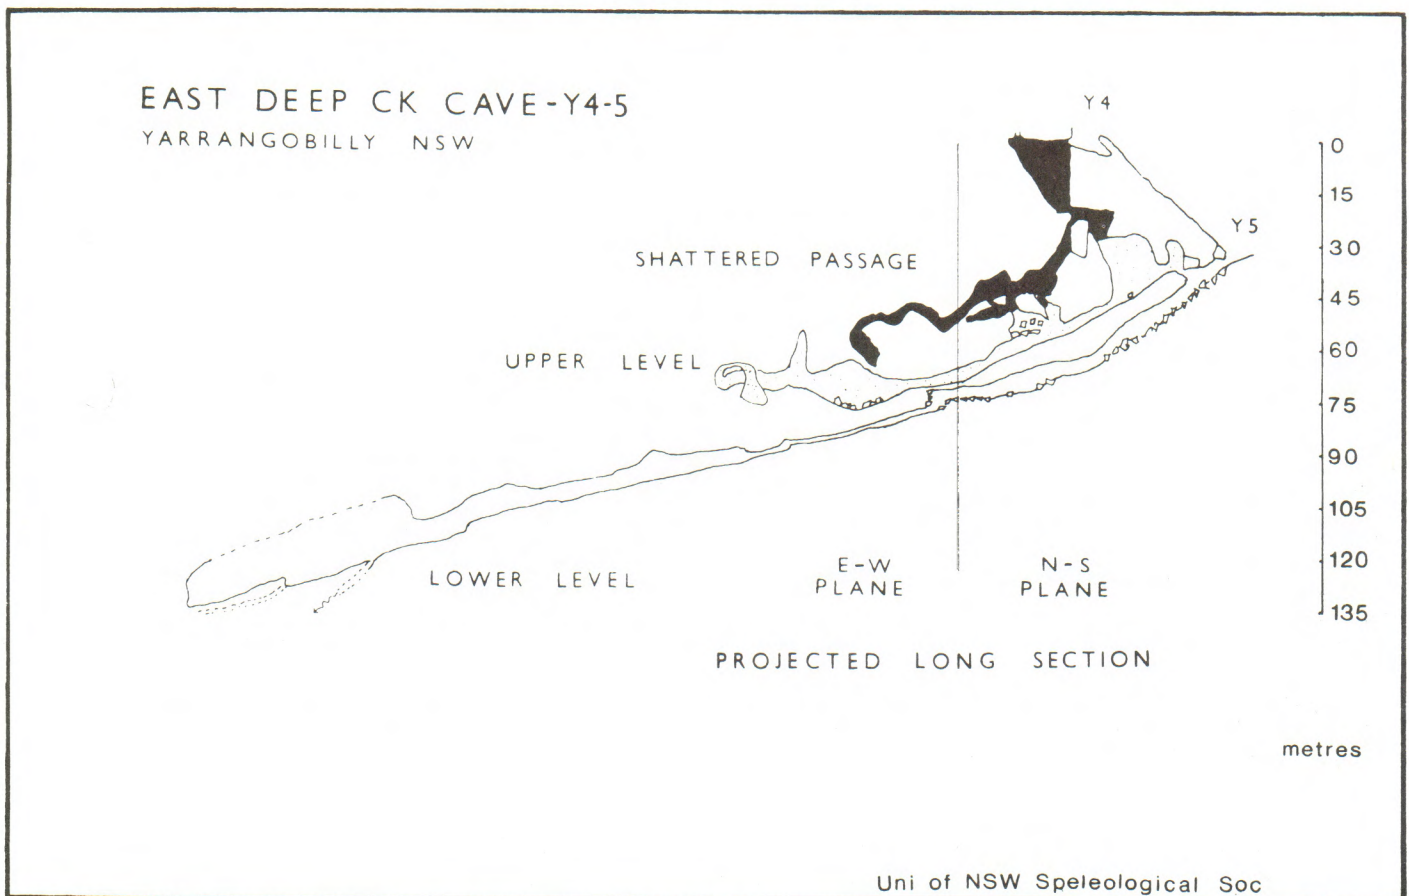 EAST DEEP CK CAVE-Y4-5
YARRANGOBILLY NSW
Y4
0
15
Y5
30
SHATTERED PASSAGE
45
60
UPPER LEVEL
75
90
105
120
E-W PLANE
N-S PLANE
LOWER LEVEL
135
PROJECTED LONG SECTION
metres
Uni of NSW Speleological Soc